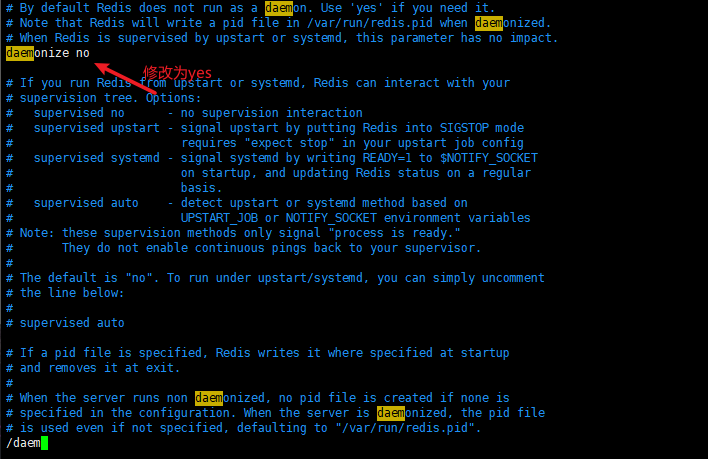 # By default Redis does not run as a daemon. Use 'yes' if you need it.
# Note that Redis will write a pid file in /var/run/redis.pid when daemonized.
# When Redis is supervised by upstart or systemd, this parameter has no impact.
daemonize no
修改为yes
# If you run Redis from upstart or systemd, Redis can interact with your
# supervision tree. Options:
#   supervised no      - no supervision interaction
#   supervised upstart - signal upstart by putting Redis into SIGSTOP mode
#                        requires "expect stop" in your upstart job config
#   supervised systemd - signal systemd by writing READY=1 to $NOTIFY_SOCKET
#                        on startup, and updating Redis status on a regular
#                        basis.
#   supervised auto    - detect upstart or systemd method based on
#                        UPSTART_JOB or NOTIFY_SOCKET environment variables
# Note: these supervision methods only signal "process is ready."
#       They do not enable continuous pings back to your supervisor.
#
# The default is "no". To run under upstart/systemd, you can simply uncomment
# the line below:
#
# supervised auto
# If a pid file is specified, Redis writes it where specified at startup
# and removes it at exit.
#
# When the server runs non daemonized, no pid file is created if none is
# specified in the configuration. When the server is daemonized, the pid file
# is used even if not specified, defaulting to "/var/run/redis.pid".
/daem